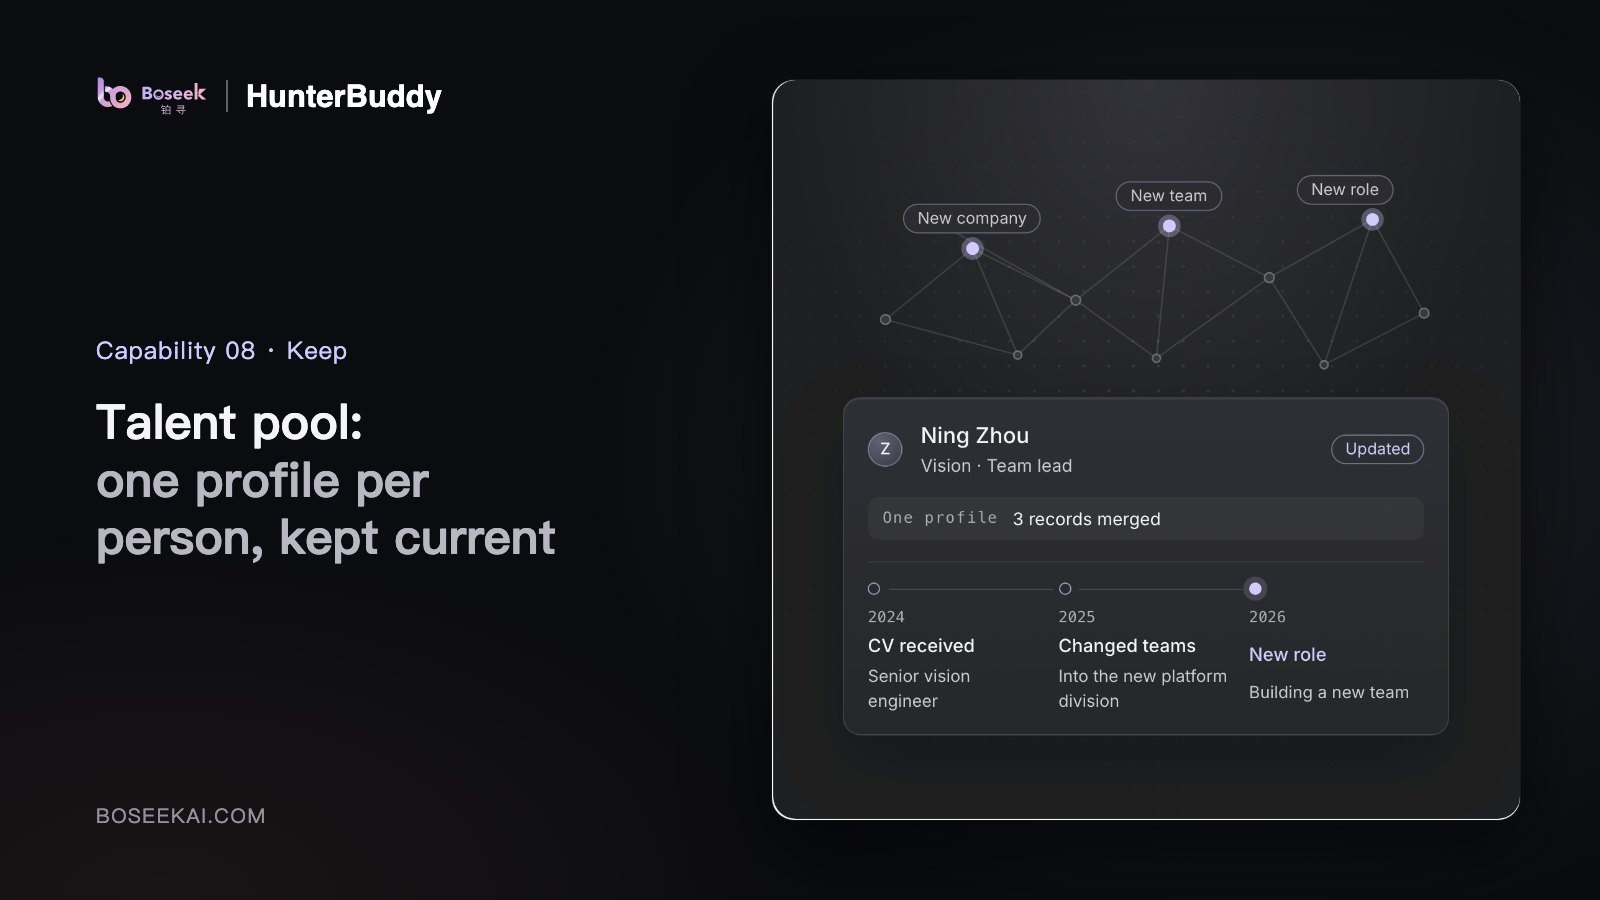 bo Boseek
铂寻
HunterBuddy
Capability 08 · Keep
Talent pool:
one profile per
person, kept current
BOSEEKAI.COM
New company
New team
New role
Z
Ning Zhou
Vision · Team lead
Updated
One profile 3 records merged
2024
CV received
Senior vision
engineer
2025
Changed teams
Into the new platform
division
2026
New role
Building a new team